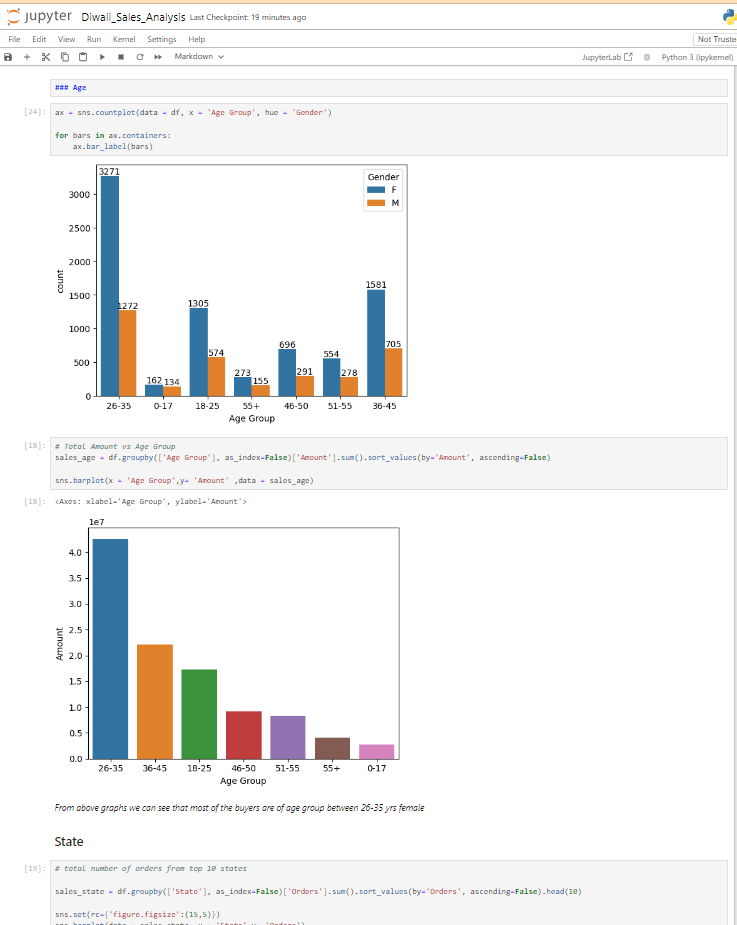 jupyter Diwali_Sales_Analysis Last Checkpoint: 19 minutes ago
File Edit View Run Kernel Settings Help
Not Truste
Markdown
JupyterLab
Python 3 (ipykernel)
### Age
[24]: ax = sns.countplot(data = df, x = 'Age Group', hue = 'Gender')
for bars in ax.containers:
ax.bar_label(bars)
3271
Gender
F
M
3000
2500
2000
1500
1000
500
0
count
1272
162
134
1305
574
273
155
696
291
554
278
1581
705
26-35 0-17 18-25 55+ 46-50 51-55 36-45
Age Group
[18]: # Total Amount vs Age Group
sales_age = df.groupby(['Age Group'], as_index=False)['Amount'].sum().sort_values(by='Amount', ascending=False)
sns.barplot(x = 'Age Group',y= 'Amount' ,data = sales_age)
[18]: <Axes: xlabel='Age Group', ylabel='Amount'>
1e7
4.0
3.5
3.0
2.5
2.0
1.5
1.0
0.5
0.0
Amount
26-35 36-45 18-25 46-50 51-55 55+ 0-17
Age Group
From above graphs we can see that most of the buyers are of age group between 26-35 yrs female
State
[19]: # total number of orders from top 10 states
sales_state = df.groupby(['State'], as_index=False)['Orders'].sum().sort_values(by='Orders', ascending=False).head(10)
sns.set(rc={'figure.figsize':(15,5)})